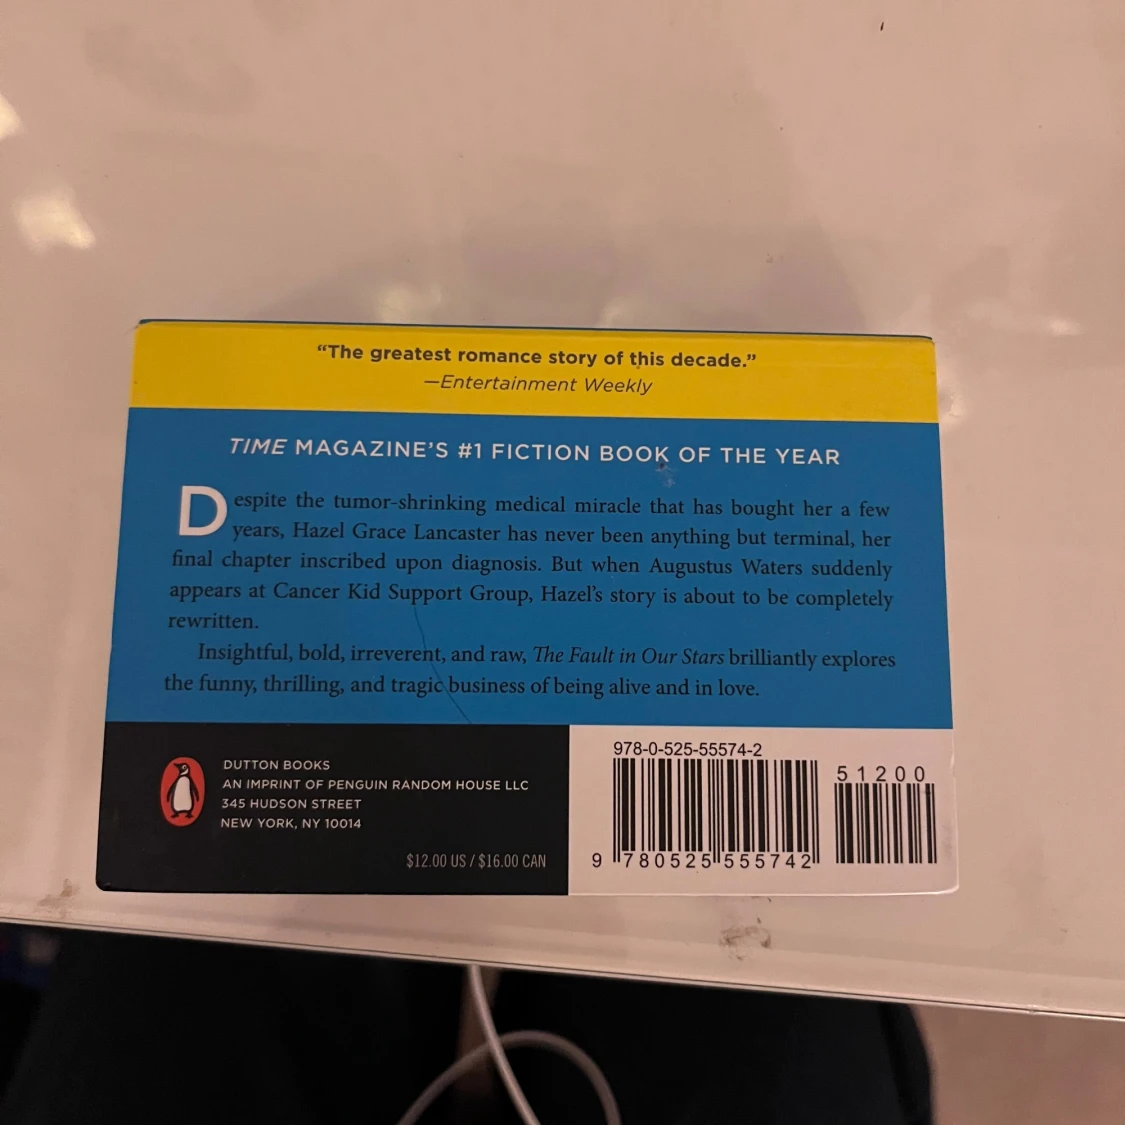 “The greatest romance story of this decade.”
—Entertainment Weekly
TIME MAGAZINE’S #1 FICTION BOOK OF THE YEAR
Despite the tumor-shrinking medical miracle that has bought her a few
years, Hazel Grace Lancaster has never been anything but terminal, her
final chapter inscribed upon diagnosis. But when Augustus Waters suddenly
appears at Cancer Kid Support Group, Hazel’s story is about to be completely
rewritten.
Insightful, bold, irreverent, and raw, The Fault in Our Stars brilliantly explores
the funny, thrilling, and tragic business of being alive and in love.
DUTTON BOOKS
AN IMPRINT OF PENGUIN RANDOM HOUSE LLC
345 HUDSON STREET
NEW YORK, NY 10014
$12.00 US / $16.00 CAN
978-0-525-55574-2
51200
9 780525 555742